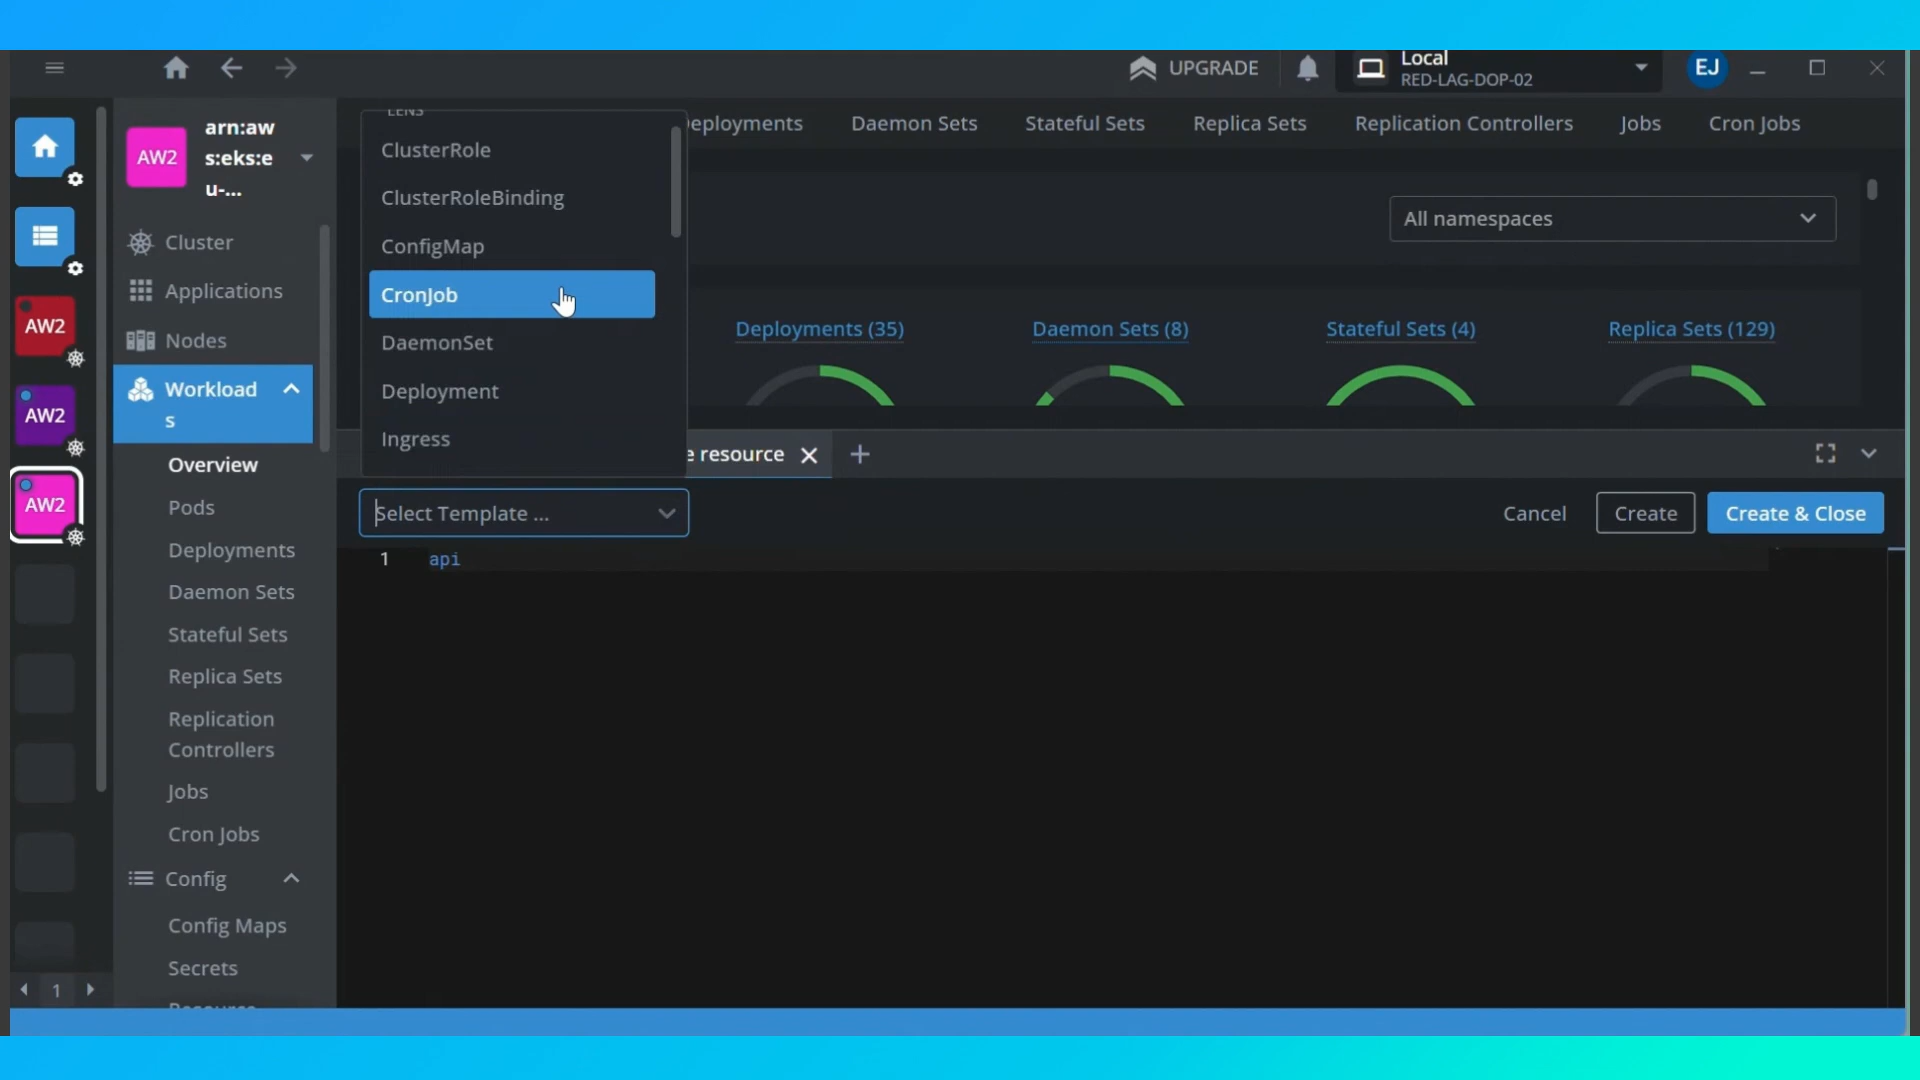 UPGRADE
Local
RED-LAG-DOP-02
EJ
AW2
arn:aw
s:eks:e
u-...
Cluster
Applications
Nodes
Workload
s
Overview
Pods
Deployments
Daemon Sets
Stateful Sets
Replica Sets
Replication
Controllers
Jobs
Cron Jobs
Config
Config Maps
Secrets
Resource
AW2
AW2
AW2
1
LENS
ClusterRole
ClusterRoleBinding
ConfigMap
CronJob
DaemonSet
Deployment
Ingress
eployments
Daemon Sets
Stateful Sets
Replica Sets
Replication Controllers
Jobs
Cron Jobs
All namespaces
Deployments (35)
Daemon Sets (8)
Stateful Sets (4)
Replica Sets (129)
e resource
Select Template ...
Cancel
Create
Create & Close
1 api